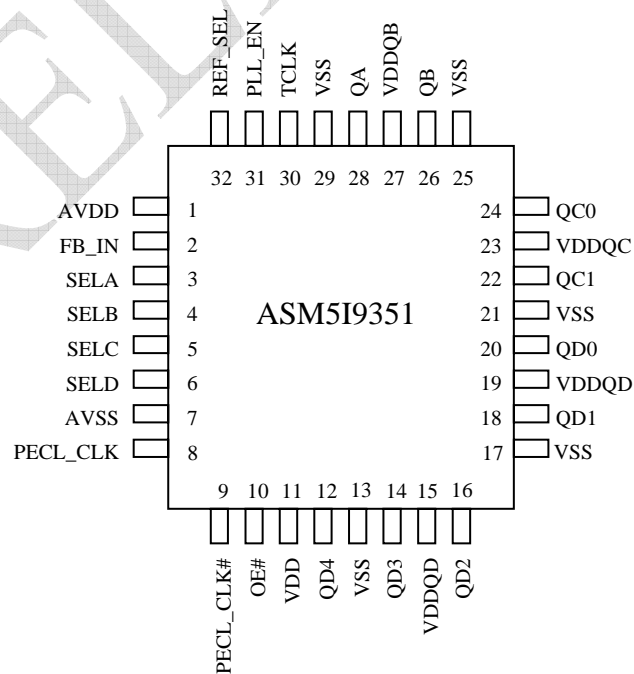 REF_SEL
PLL_EN
TCLK
VSS
QA
VDDQB
QB
VSS
32 31 30 29 28 27 26 25
AVDD 1
FB_IN 2
SELA 3
SELB 4
SELC 5
SELD 6
AVSS 7
PECL_CLK 8
ASM5I9351
24 QC0
23 VDDQC
22 QC1
21 VSS
20 QD0
19 VDDQD
18 QD1
17 VSS
9 10 11 12 13 14 15 16
PECL_CLK#
OE#
VDD
QD4
VSS
QD3
VDDQD
QD2